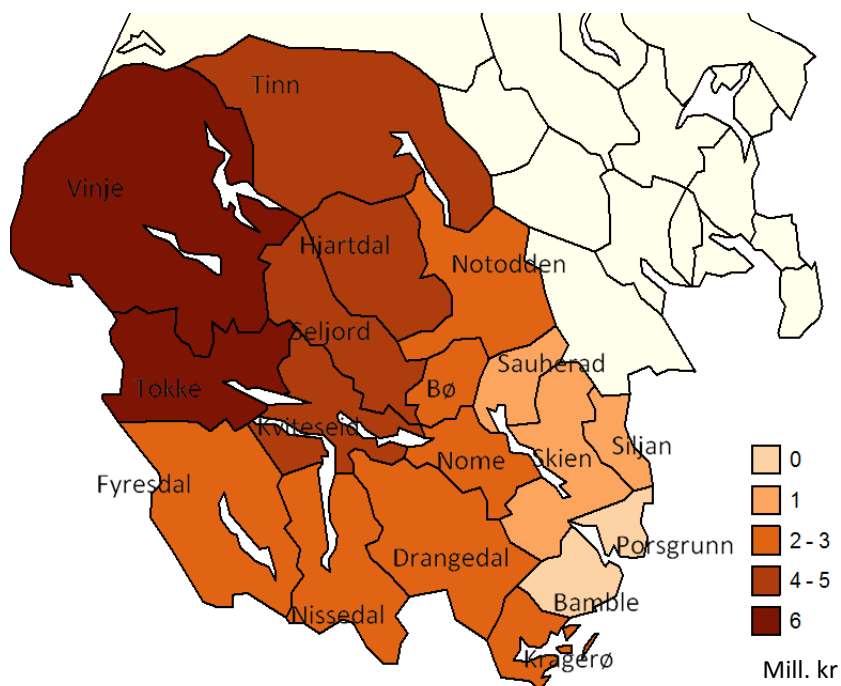 Tinn
Vinje
Hjartdal
Notodden
Seljord
Sauherad
Tokke
Bø
Kviteseid
Siljan
Nome
Skien
Fyresdal
Porsgrunn
Drangedal
Bamble
Nissedal
Kragerø
0
1
2 - 3
4 - 5
6
Mill. kr